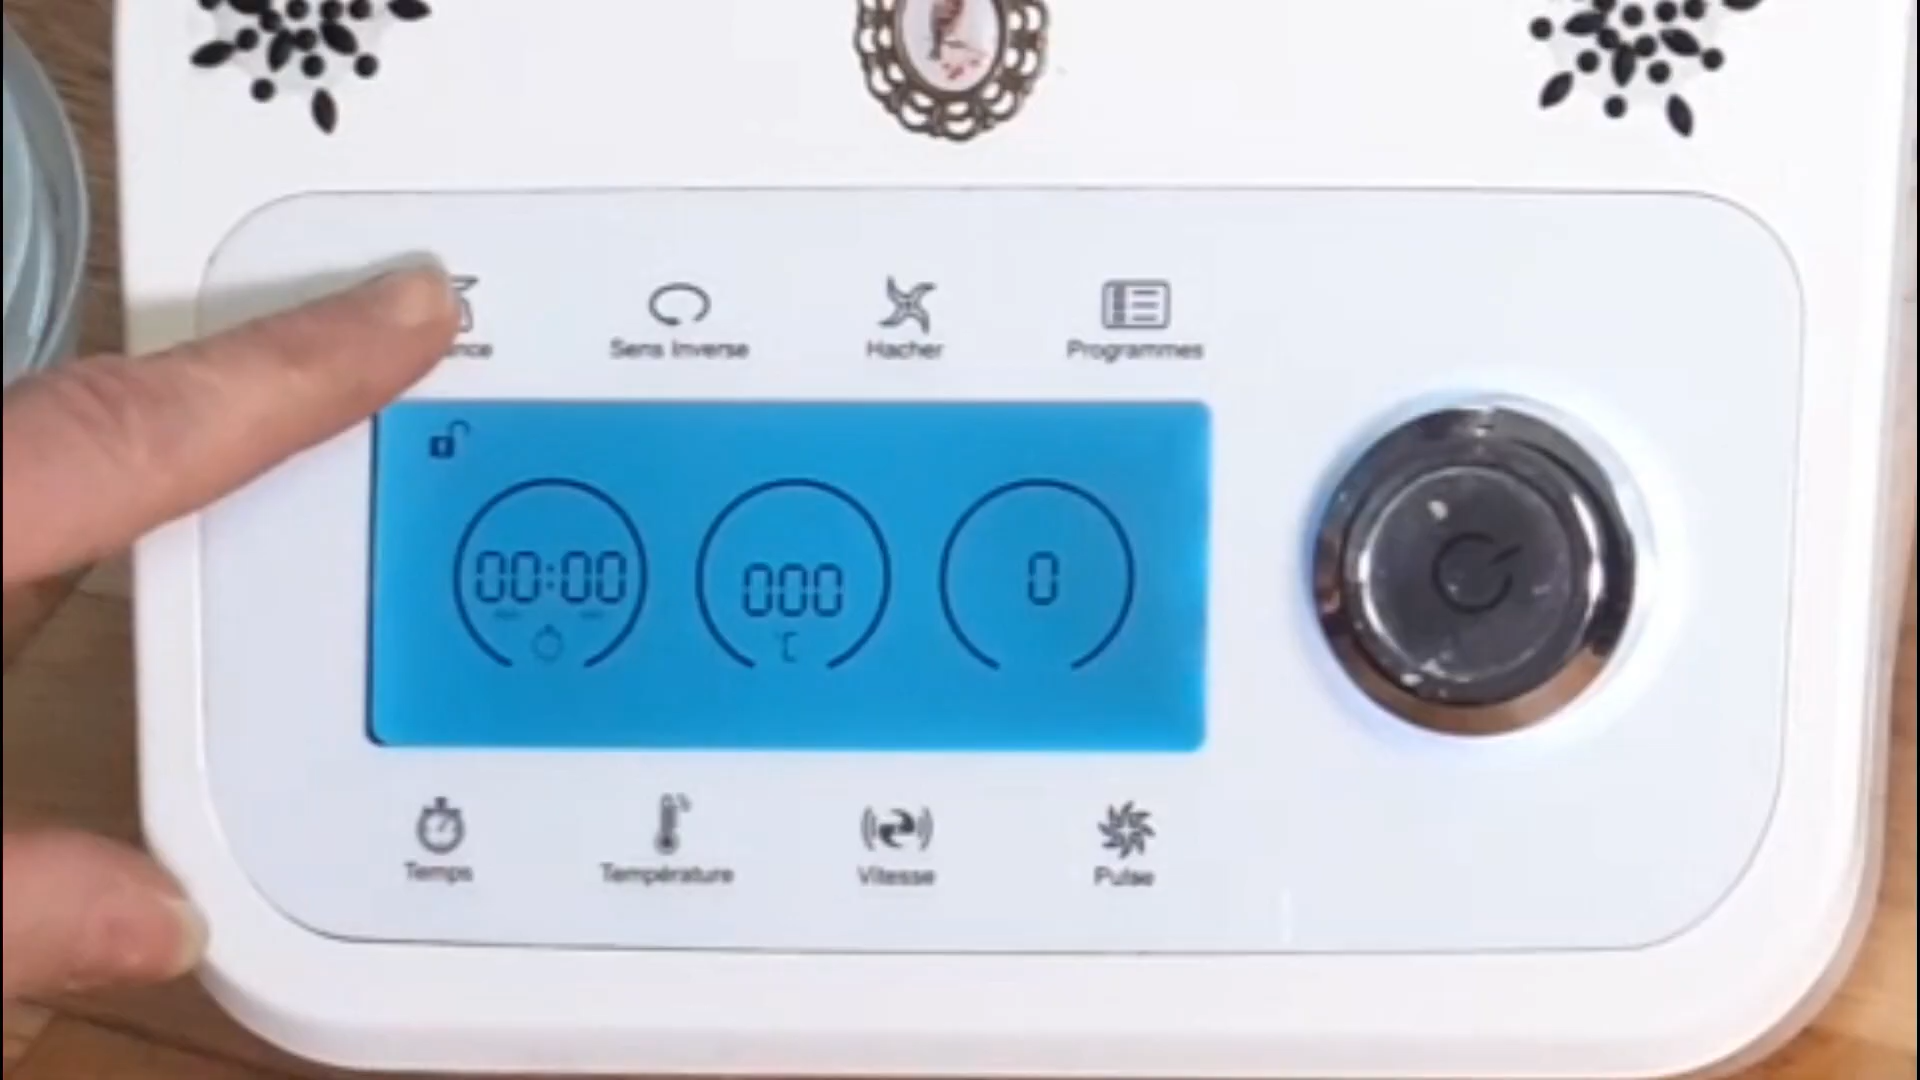 Sens Inverse
Hacher
Programmes
00:00
000
°C
0
Temps
Température
Vitesse
Pulse